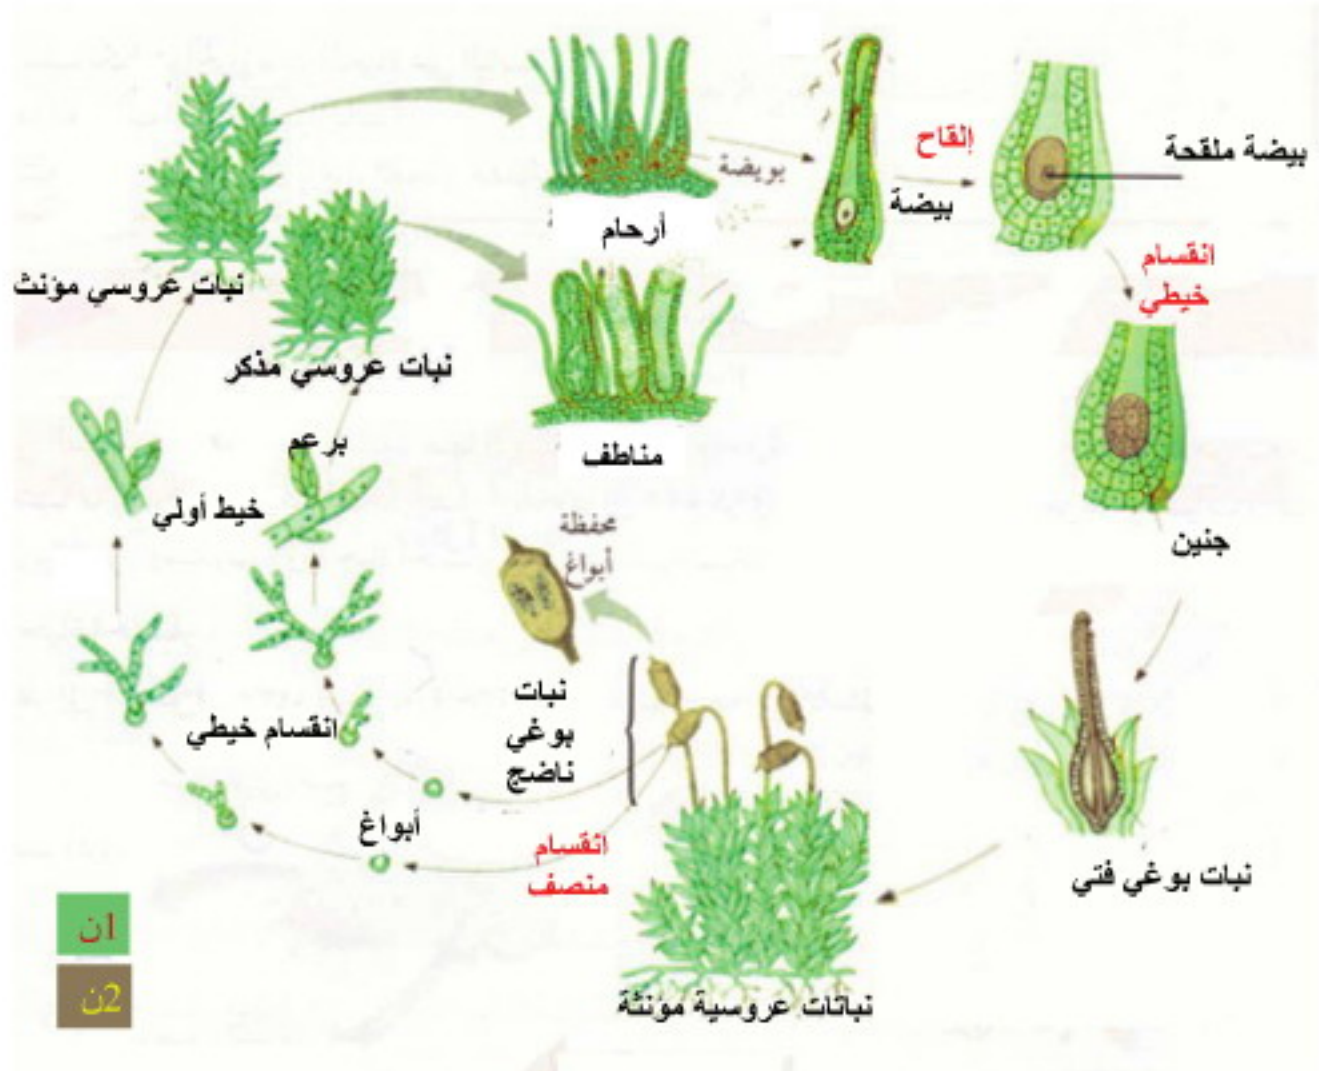 إلقاح
بيضة ملقحة
بويضة
بيضة
أرحام
انقسام
خيطي
نبات عروسي مؤنث
نبات عروسي مذكر
مناطف
برعم
خيط أولي
جنين
محفظة
أبواغ
نبات
بوغي
ناضج
انقسام خيطي
أبواغ
انقسام
منصف
نبات بوغي فتي
1ن
2ن
نباتات عروسية مؤنثة